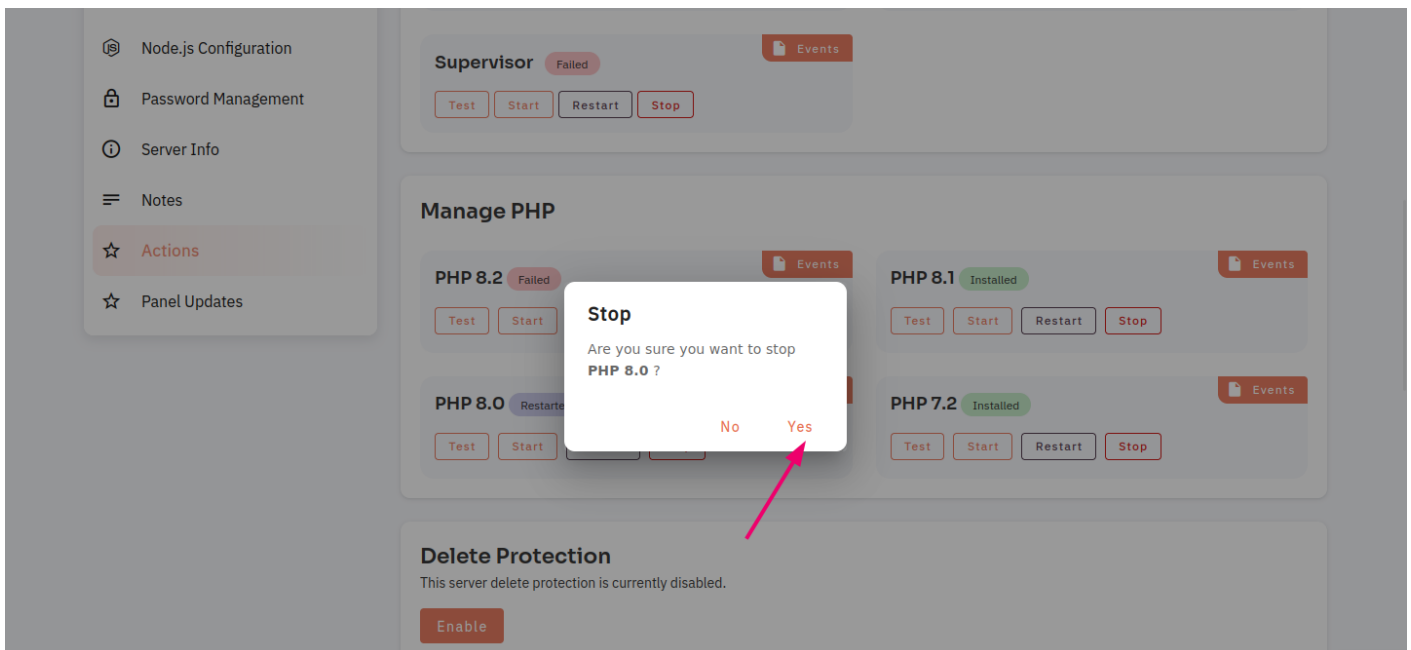 Node.js Configuration
Password Management
Server Info
Notes
Actions
Panel Updates
Supervisor Failed Events
Test Start Restart Stop
Manage PHP
PHP 8.2 Failed Events
Test Start
PHP 8.1 Installed Events
Test Start Restart Stop
Stop
Are you sure you want to stop
PHP 8.0 ?
No Yes
PHP 8.0 Restarte
Test Start
PHP 7.2 Installed Events
Test Start Restart Stop
Delete Protection
This server delete protection is currently disabled.
Enable